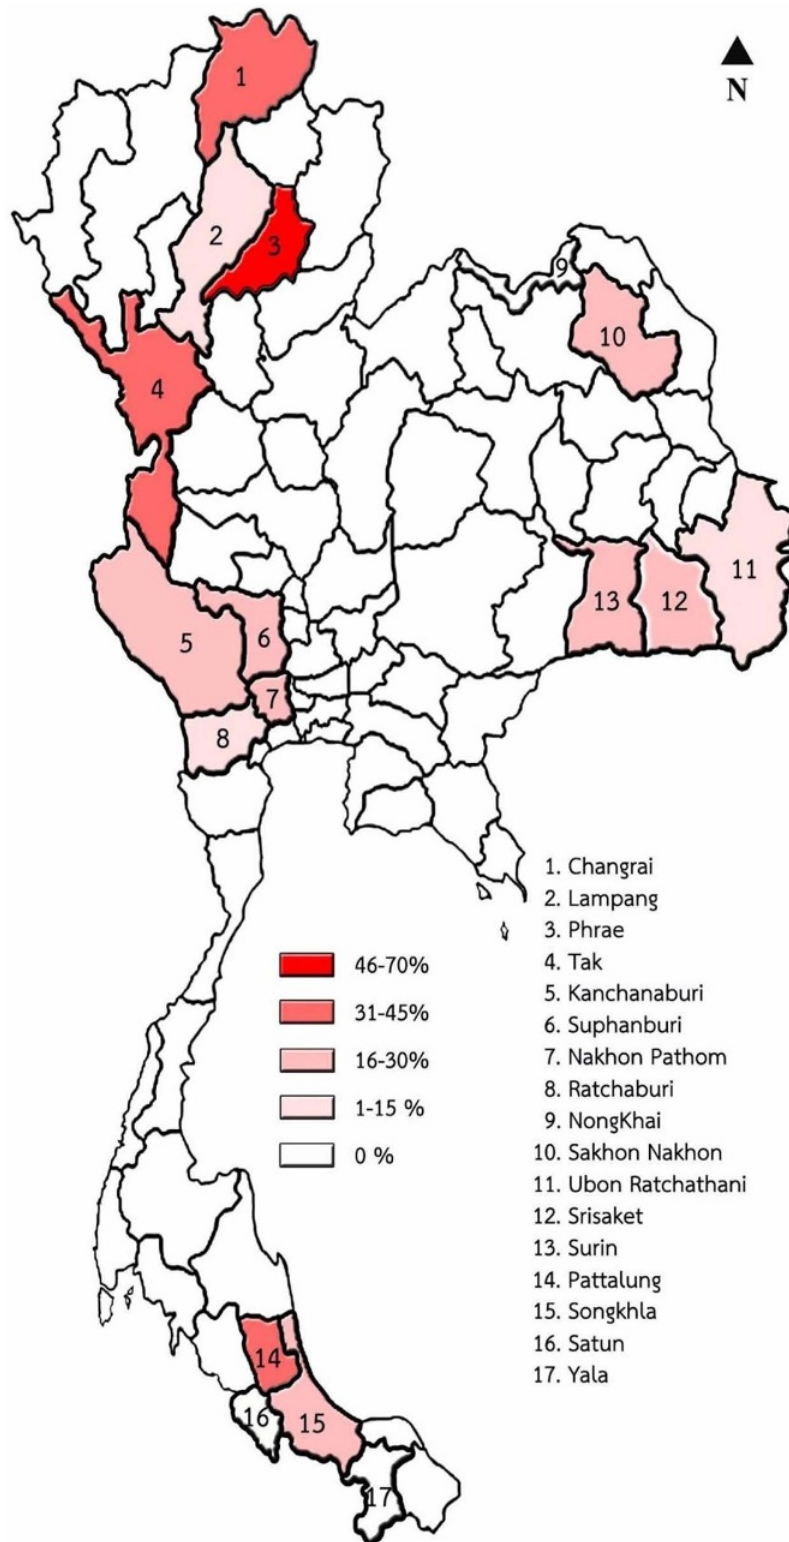 N
1
2
3
9
10
4
11
13
12
5
6
7
8
1. Changrai
2. Lampang
3. Phrae
4. Tak
5. Kanchanaburi
6. Suphanburi
7. Nakhon Pathom
8. Ratchaburi
9. NongKhai
10. Sakhon Nakhon
11. Ubon Ratchathani
12. Srisaket
13. Surin
14. Pattalung
15. Songkhla
16. Satun
17. Yala
46-70%
31-45%
16-30%
1-15 %
0 %
14
16
15
17